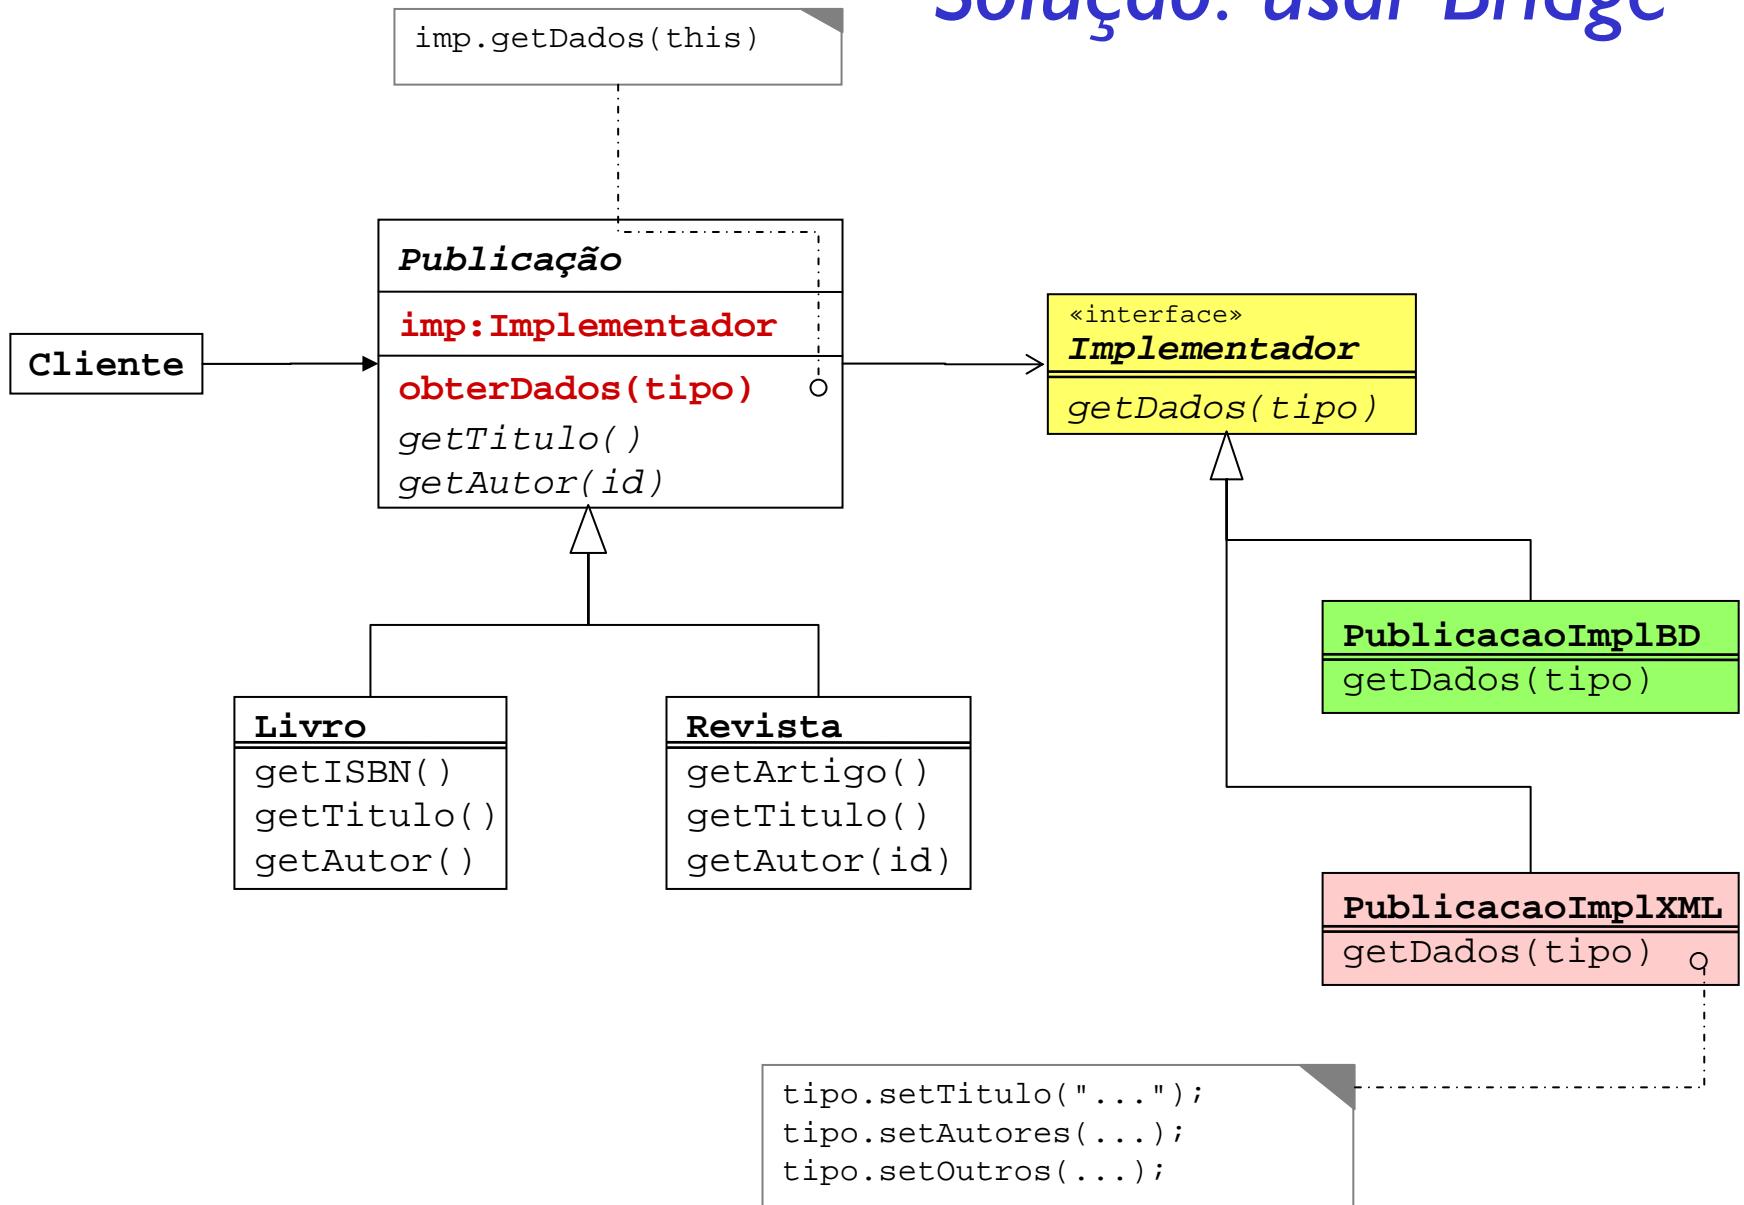 Solução: usar Bridge
imp.getDados(this)
Publicação
imp:Implementador
obterDados(tipo)
getTitulo()
getAutor(id)
Cliente
«interface»
Implementador
getDados(tipo)
PublicacaoImplBD
getDados(tipo)
Livro
getISBN()
getTitulo()
getAutor()
Revista
getArtigo()
getTitulo()
getAutor(id)
PublicacaoImplXML
getDados(tipo)
tipo.setTitulo("...");
tipo.setAutores(...);
tipo.setOutros(...);